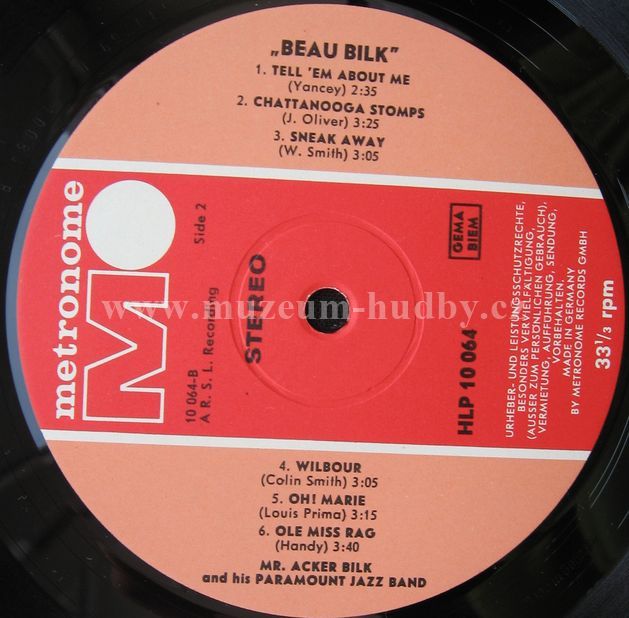 „BEAU BILK”
1. TELL 'EM ABOUT ME
(Yancey) 2:35
2. CHATTANOOGA STOMPS
(J. Oliver) 3:25
3. SNEAK AWAY
(W. Smith) 3:05
metronome
MO
10 064-B
A R. S. L. Recording
Side 2
STEREO
www.muzeum-hudby.c
GEMA
BIEM
HLP 10 064
URHEBER- UND LEISTUNGSSCHUTZRECHTE,
BESONDERS VERVIELFÄLTIGUNG,
(AUSSER ZUM PERSÖNLICHEN GEBRAUCH),
VERMIETUNG, AUFFÜHRUNG, SENDUNG,
VORBEHALTEN.
MADE IN GERMANY
BY METRONOME RECORDS GMBH
33 1/3 rpm
4. WILBOUR
(Colin Smith) 3:05
5. OH! MARIE
(Louis Prima) 3:15
6. OLE MISS RAG
(Handy) 3:40
MR. ACKER BILK
and his PARAMOUNT JAZZ BAND